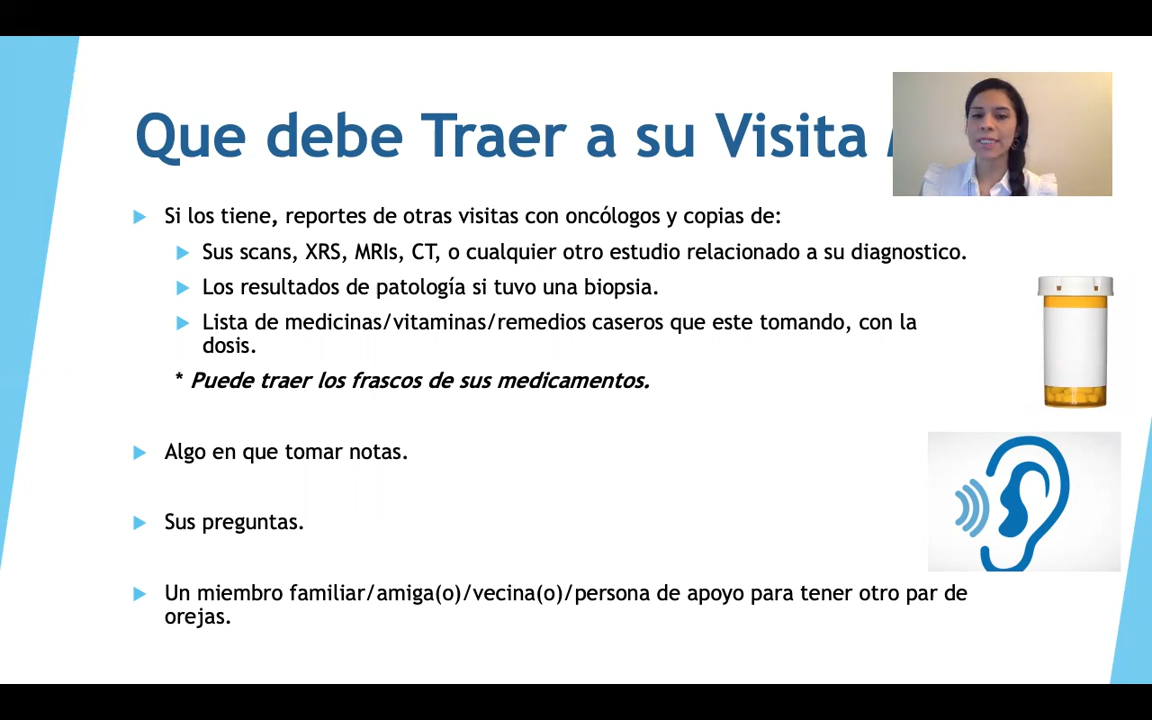 Que debe Traer a su Visita
Si los tiene, reportes de otras visitas con oncólogos y copias de:
Sus scans, XRS, MRIs, CT, o cualquier otro estudio relacionado a su diagnostico.
Los resultados de patología si tuvo una biopsia.
Lista de medicinas/vitaminas/remedios caseros que este tomando, con la
dosis.
* Puede traer los frascos de sus medicamentos.
Algo en que tomar notas.
Sus preguntas.
Un miembro familiar/amiga(o)/vecina(o)/persona de apoyo para tener otro par de
orejas.